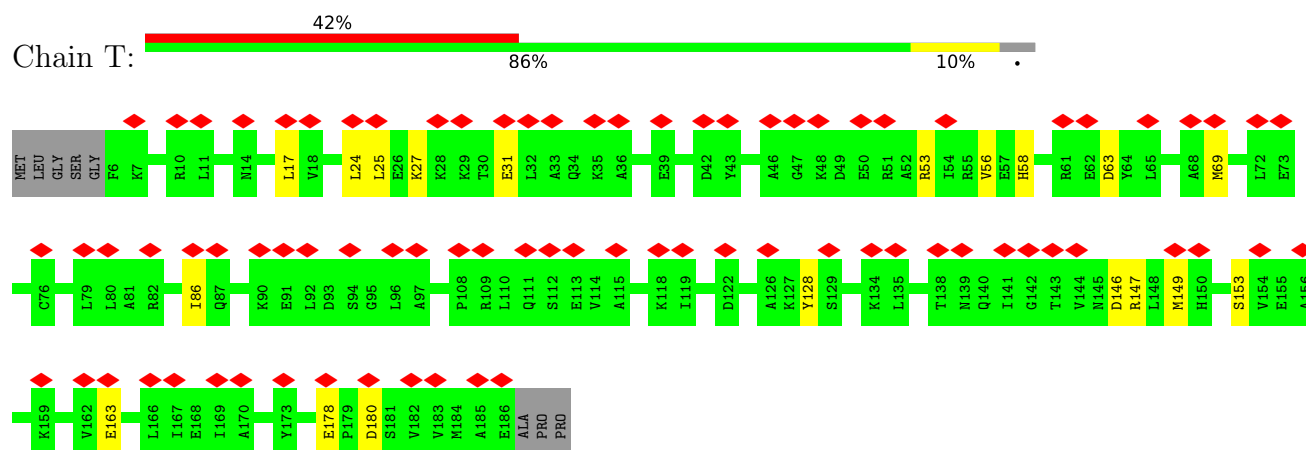 42%
Chain T:
86% 10% •
MET LEU GLY SER GLY F6 K7 R10 L11 N14 L17 V18 L24 L25 E26 K27 K28 K29 T30 E31 L32 A33 Q34 K35 A36 E39 D42 Y43 A46 G47 K48 D49 E50 R51 A52 R53 I54 R55 V56 E57 H58 R61 E62 D63 Y64 L65 A68 M69 L72 E73
C76 L79 L80 A81 R82 I86 Q87 K90 E91 L92 D93 S94 G95 L96 A97 P108 R109 L110 Q111 S112 E113 V114 A115 K118 I119 D122 A126 K127 Y128 S129 K134 L135 T138 N139 Q140 I141 G142 T143 V144 N145 D146 R147 L148 M149 H150 S153 V154 E155 A156
K159 V162 E163 L166 I167 E168 I169 A170 Y173 E178 P179 D180 S181 V182 V183 M184 A185 E186 ALA PRO PRO